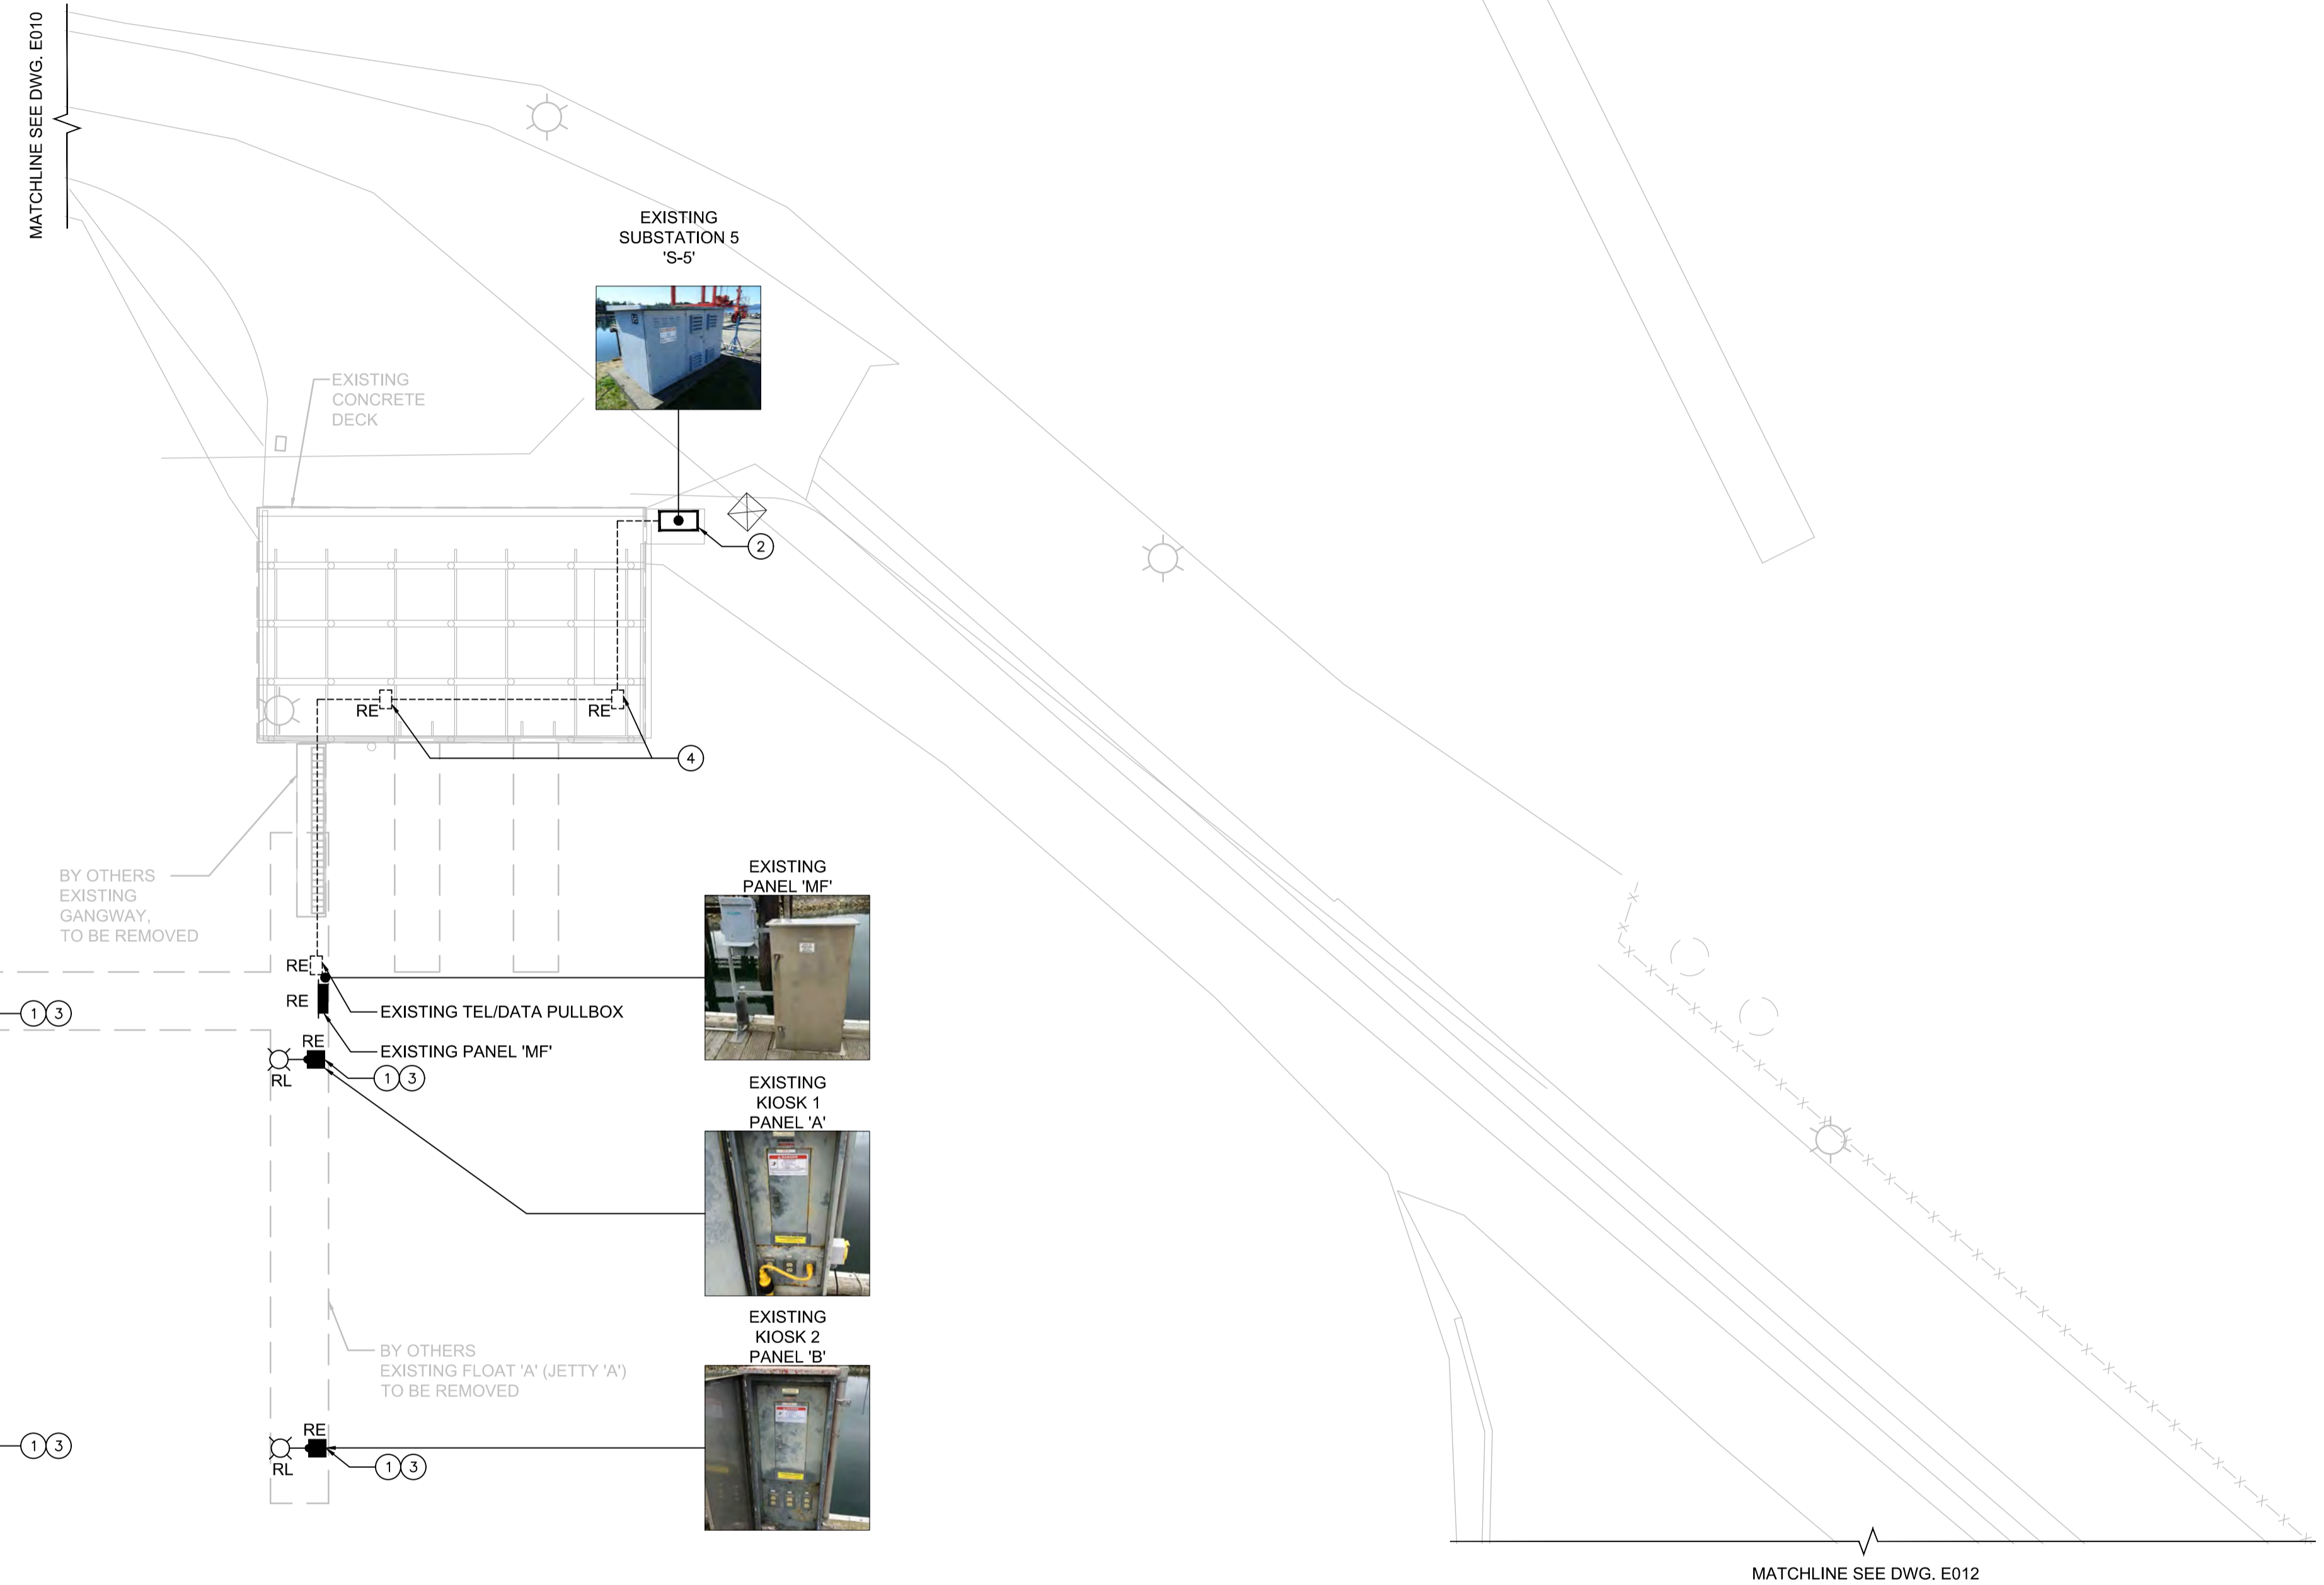 MATCHLINE SEE DWG. E010
EXISTING
SUBSTATION 5
'S-5'
EXISTING
CONCRETE
DECK
2
RE
RE
4
BY OTHERS
EXISTING
GANGWAY,
TO BE REMOVED
EXISTING
PANEL 'MF'
RE
RE
EXISTING TEL/DATA PULLBOX
1 3
RE
EXISTING PANEL 'MF'
RL
1 3
EXISTING
KIOSK 1
PANEL 'A'
EXISTING
KIOSK 2
PANEL 'B'
BY OTHERS
EXISTING FLOAT 'A' (JETTY 'A')
TO BE REMOVED
RE
1 3
RL
1 3
MATCHLINE SEE DWG. E012